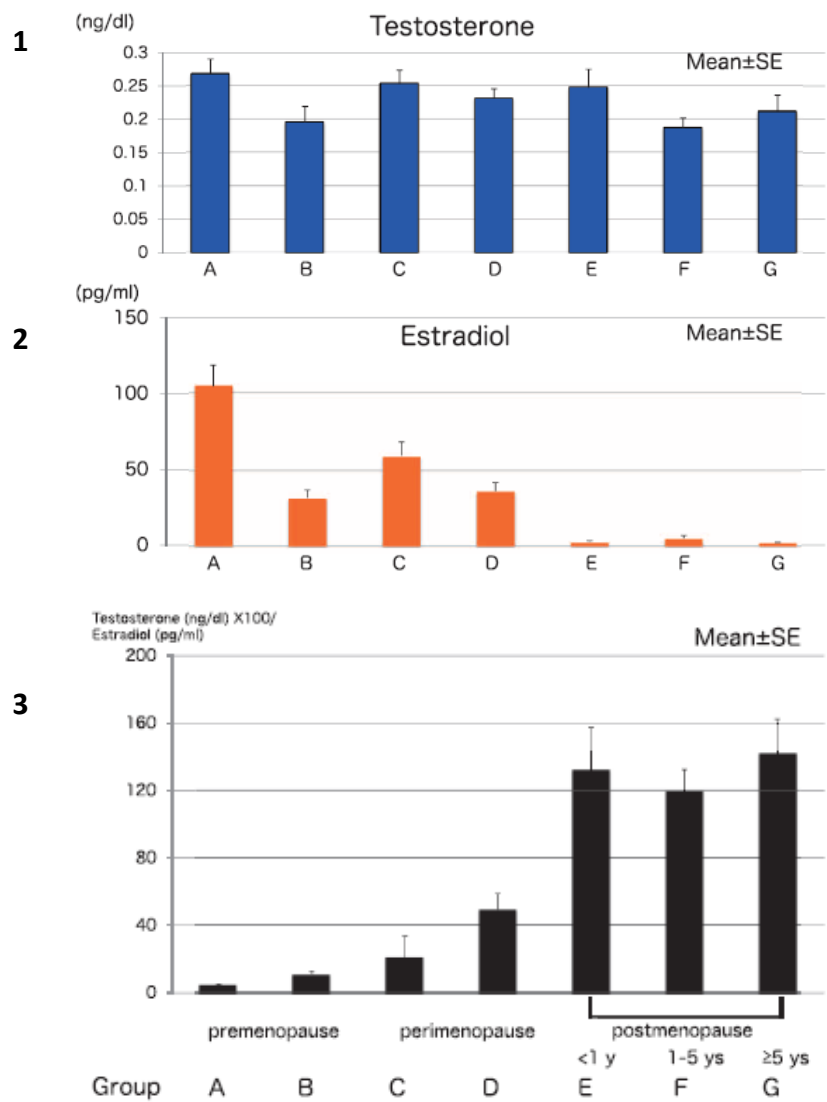 1
(ng/dl)
Testosterone
Mean±SE
0.3
0.25
0.2
0.15
0.1
0.05
0
A B C D E F G
2
(pg/ml)
Estradiol
Mean±SE
150
100
50
0
A B C D E F G
3
Testosterone (ng/dl) X100/
Estradiol (pg/ml)
Mean±SE
200
160
120
80
40
0
premenopause perimenopause postmenopause
<1 y 1-5 ys ≥5 ys
Group A B C D E F G